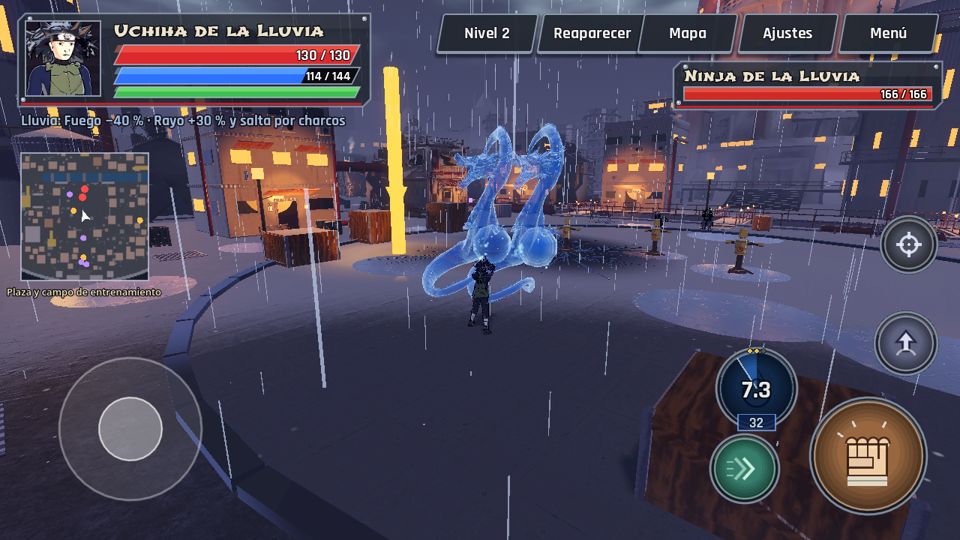 Uchiha de la Lluvia
130 / 130
114 / 144
Lluvia: Fuego −40 % · Rayo +30 % y salta por charcos
Plaza y campo de entrenamiento
Nivel 2
Reaparecer
Mapa
Ajustes
Menú
Ninja de la Lluvia
166 / 166
7.3
32